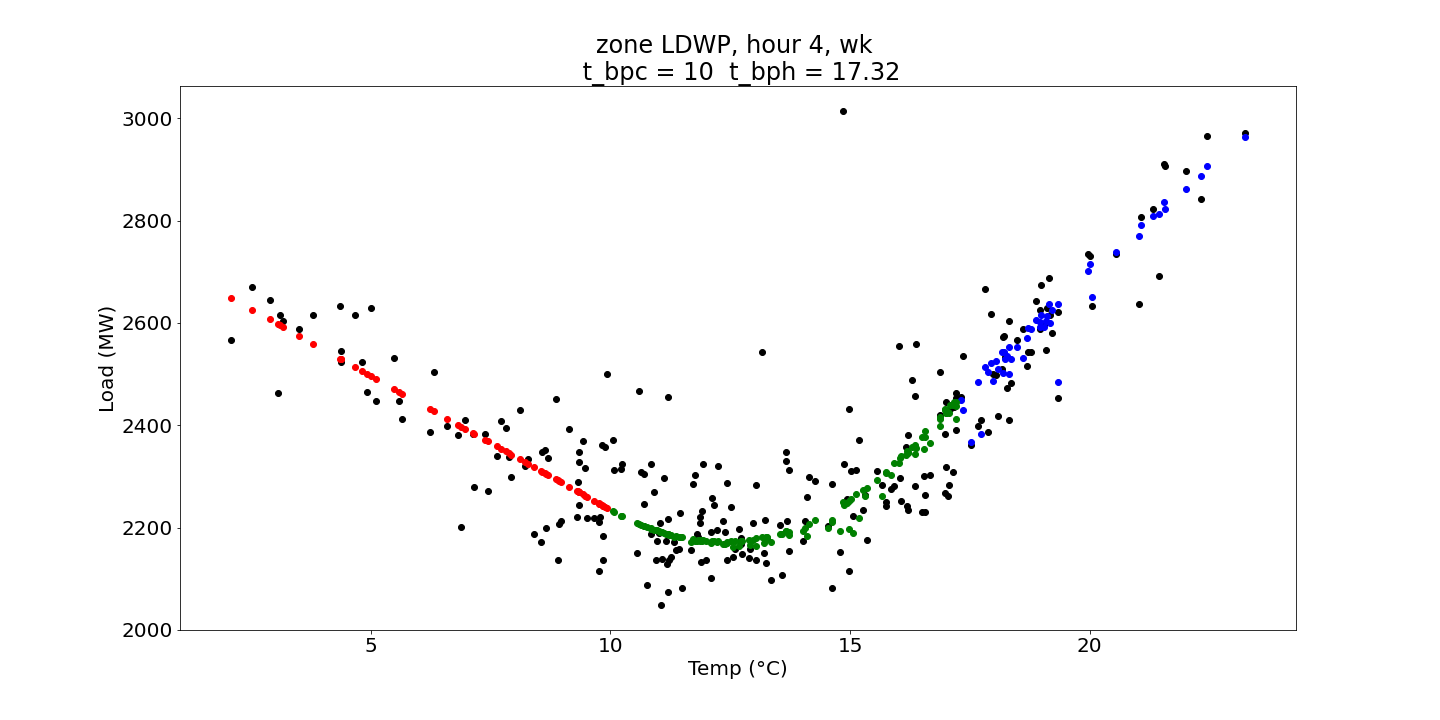 zone LDWP, hour 4, wk
t_bpc = 10  t_bph = 17.32
3000
2800
2600
2400
2200
2000
Load (MW)
5
10
15
20
Temp (°C)